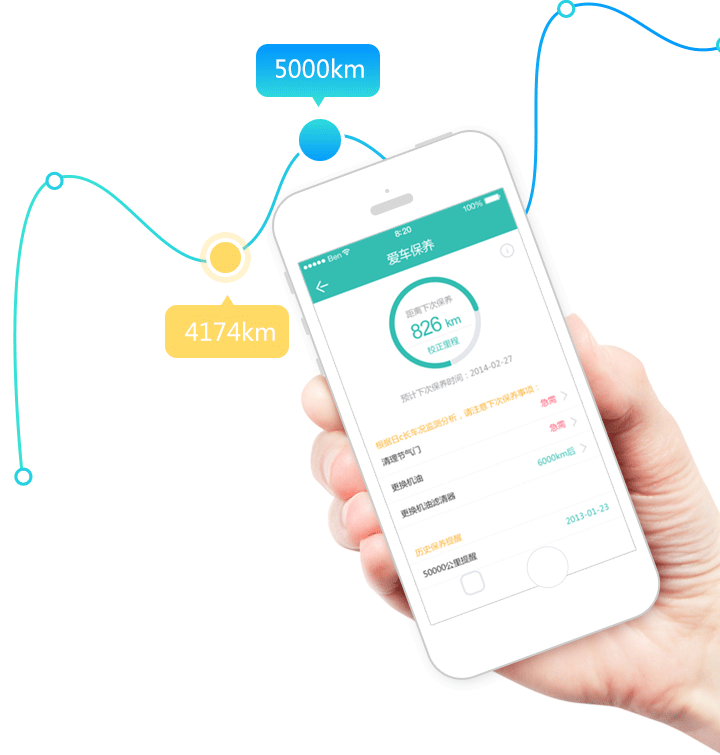 5000km
4174km
Ben
8:20
100%
爱车保养
距离下次保养
826 km
校正里程
预计下次保养时间：2014-02-27
根据日c长车况监测分析，请注意下次保养事项：
清理节气门
急需
更换机油
急需
更换机油滤清器
6000km后
历史保养提醒
50000公里提醒
2013-01-23